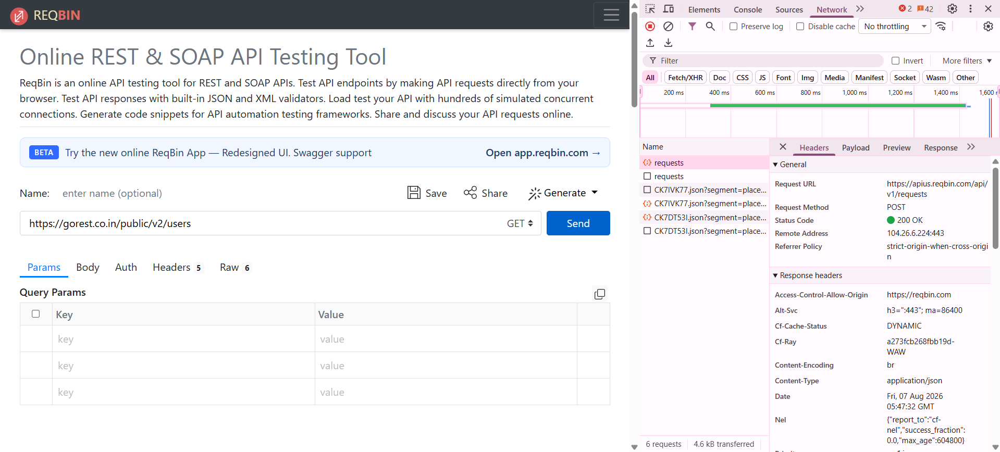 REQBIN
Online REST & SOAP API Testing Tool
ReqBin is an online API testing tool for REST and SOAP APIs. Test API endpoints by making API requests directly from your
browser. Test API responses with built-in JSON and XML validators. Load test your API with hundreds of simulated concurrent
connections. Generate code snippets for API automation testing frameworks. Share and discuss your API requests online.
BETA Try the new online ReqBin App — Redesigned UI. Swagger support Open app.reqbin.com →
Name: enter name (optional) Save Share Generate
https://gorest.co.in/public/v2/users GET Send
Params Body Auth Headers 5 Raw 6
Query Params
Key Value
key value
key value
key value
Elements Console Sources Network 2 42
Preserve log Disable cache No throttling
Filter Invert More filters
All Fetch/XHR Doc CSS JS Font Img Media Manifest Socket Wasm Other
200 ms 400 ms 600 ms 800 ms 1,000 ms 1,200 ms 1,400 ms 1,600
Name
requests
requests
CK7IVK77.json?segment=place...
CK7IVK77.json?segment=place...
CK7DT53I.json?segment=place...
CK7DT53I.json?segment=place...
6 requests 4.6 kB transferred
Headers Payload Preview Response
General
Request URL https://apius.reqbin.com/api/
v1/requests
Request Method POST
Status Code 200 OK
Remote Address 104.26.6.224:443
Referrer Policy strict-origin-when-cross-origi
n
Response headers
Access-Control-Allow-Origin https://reqbin.com
Alt-Svc h3=":443"; ma=86400
Cf-Cache-Status DYNAMIC
Cf-Ray a273fcb268fbb19d-
WAW
Content-Encoding br
Content-Type application/json
Date Fri, 07 Aug 2026
05:47:32 GMT
Nel {"report_to":"cf-
nel","success_fraction":
0.0,"max_age":604800}